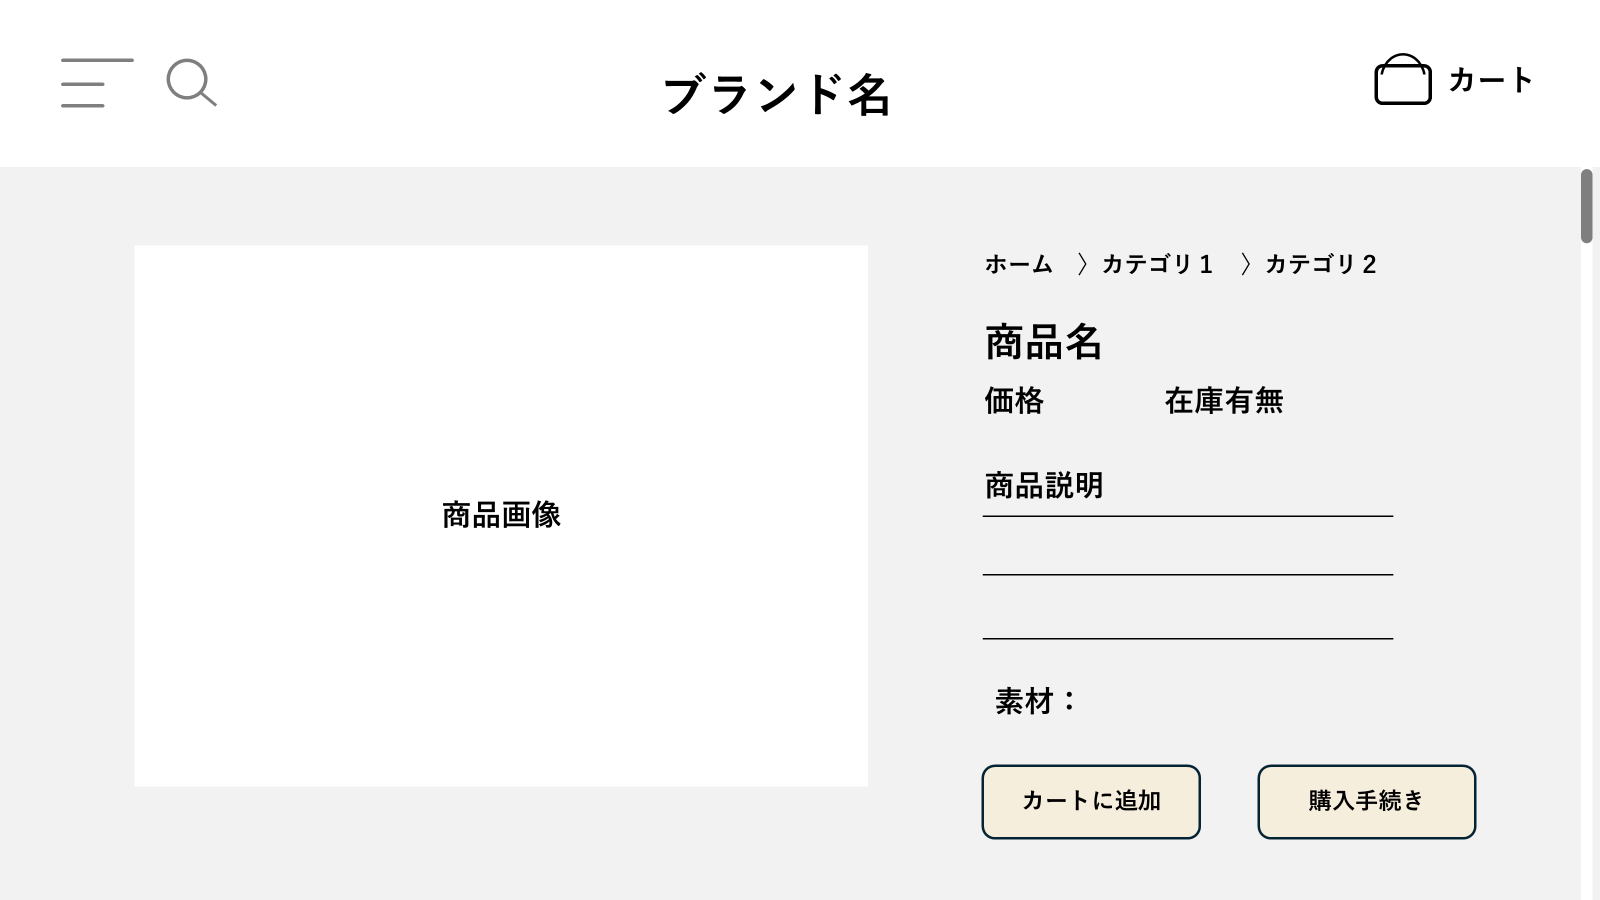 ブランド名
カート
ホーム 〉カテゴリ 1 〉カテゴリ 2
商品名
価格 在庫有無
商品説明
商品画像
素材：
カートに追加 購入手続き